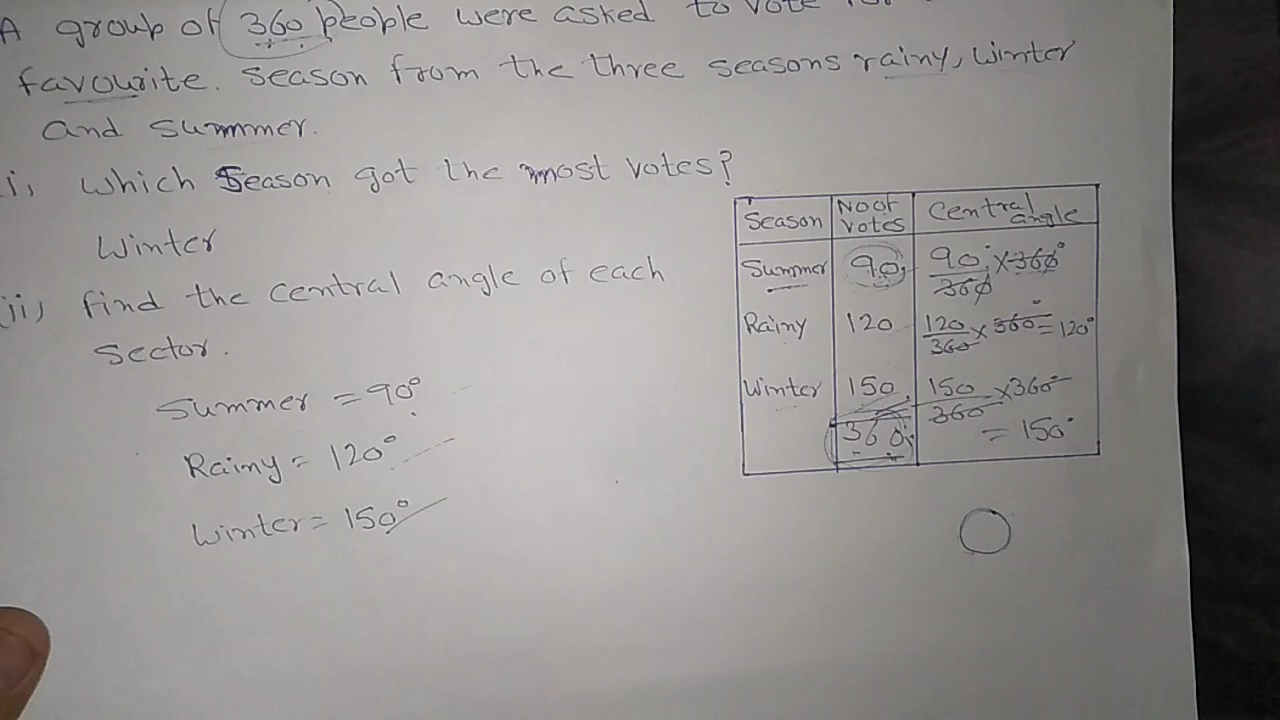 A group of 360 people were asked to vote
favourite. Season from the three seasons rainy, winter
and summer.
i, which Season got the most votes?
Winter
ii) find the central angle of each
Sector.
Summer = 90°
Rainy = 120°
Winter = 150°
Season No of votes Central angle
Summer 90 90/360 × 360°
Rainy 120 120/360 × 360° = 120°
Winter 150 150/360 × 360°
360 = 150°